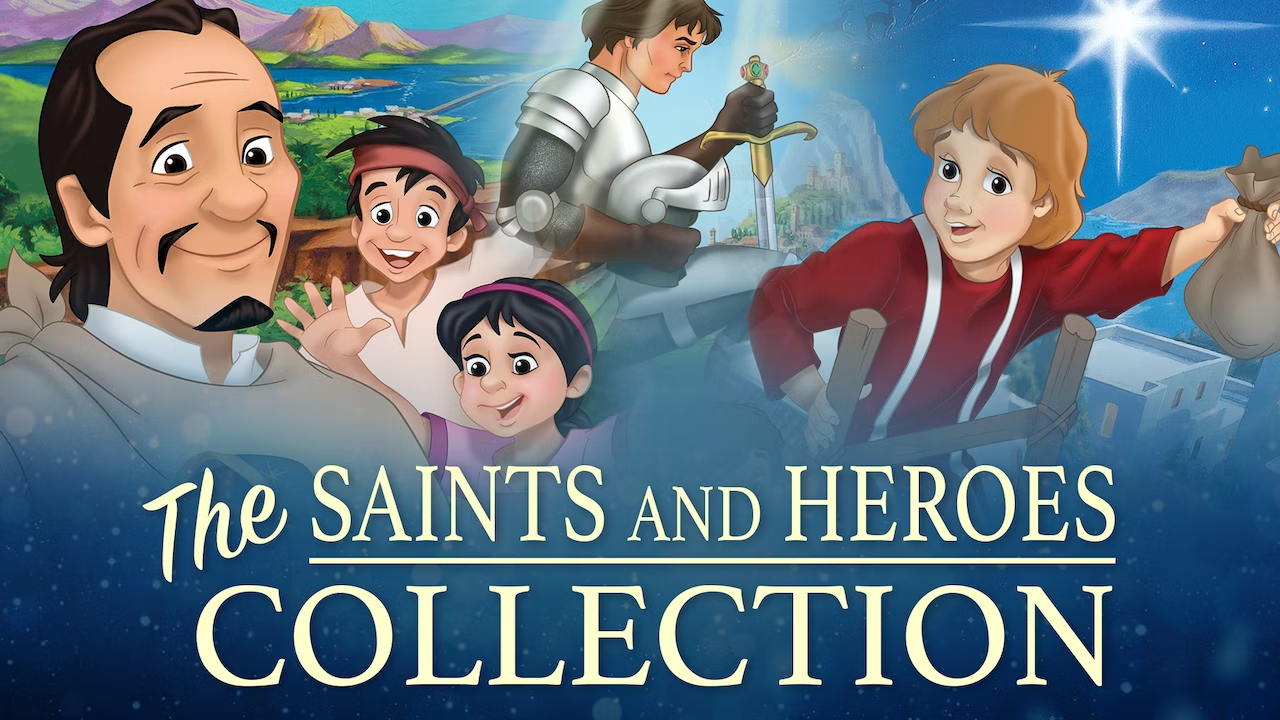 The SAINTS AND HEROES
COLLECTION